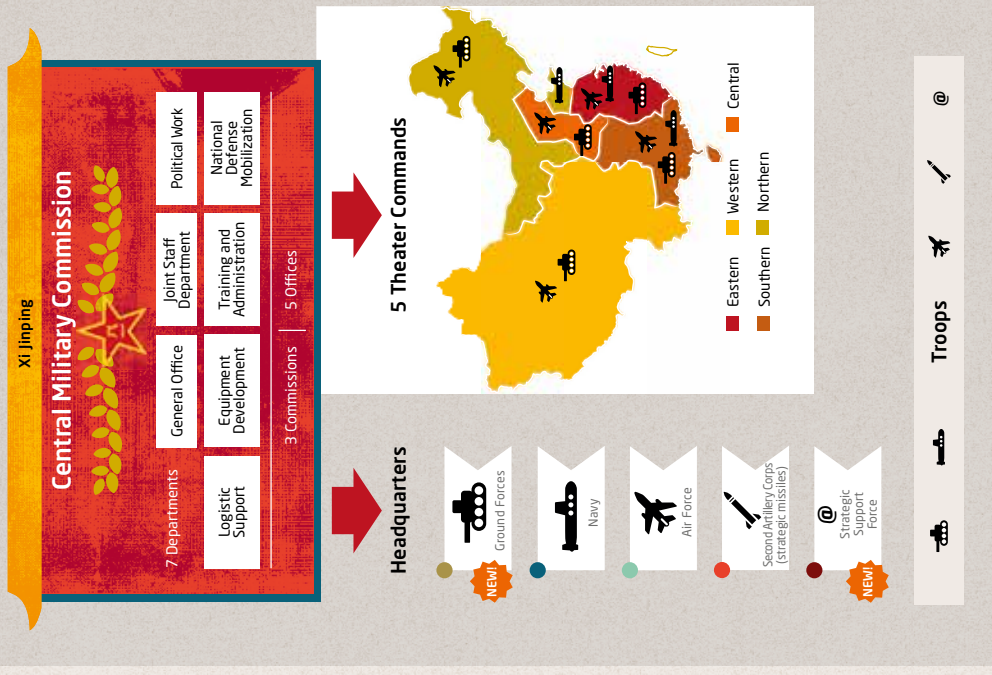 Xi Jinping
Central Military Commission
7 Departments
General Office
Joint Staff
Department
Political Work
Logistic
Support
Equipment
Development
Training and
Administration
National
Defense
Mobilization
3 Commissions
5 Offices
Headquarters
NEW!
Ground Forces
Navy
Air Force
Second Artillery Corps
(strategic missiles)
NEW!
@
Strategic
Support
Force
5 Theater Commands
Eastern
Western
Central
Southern
Northern
Troops
@